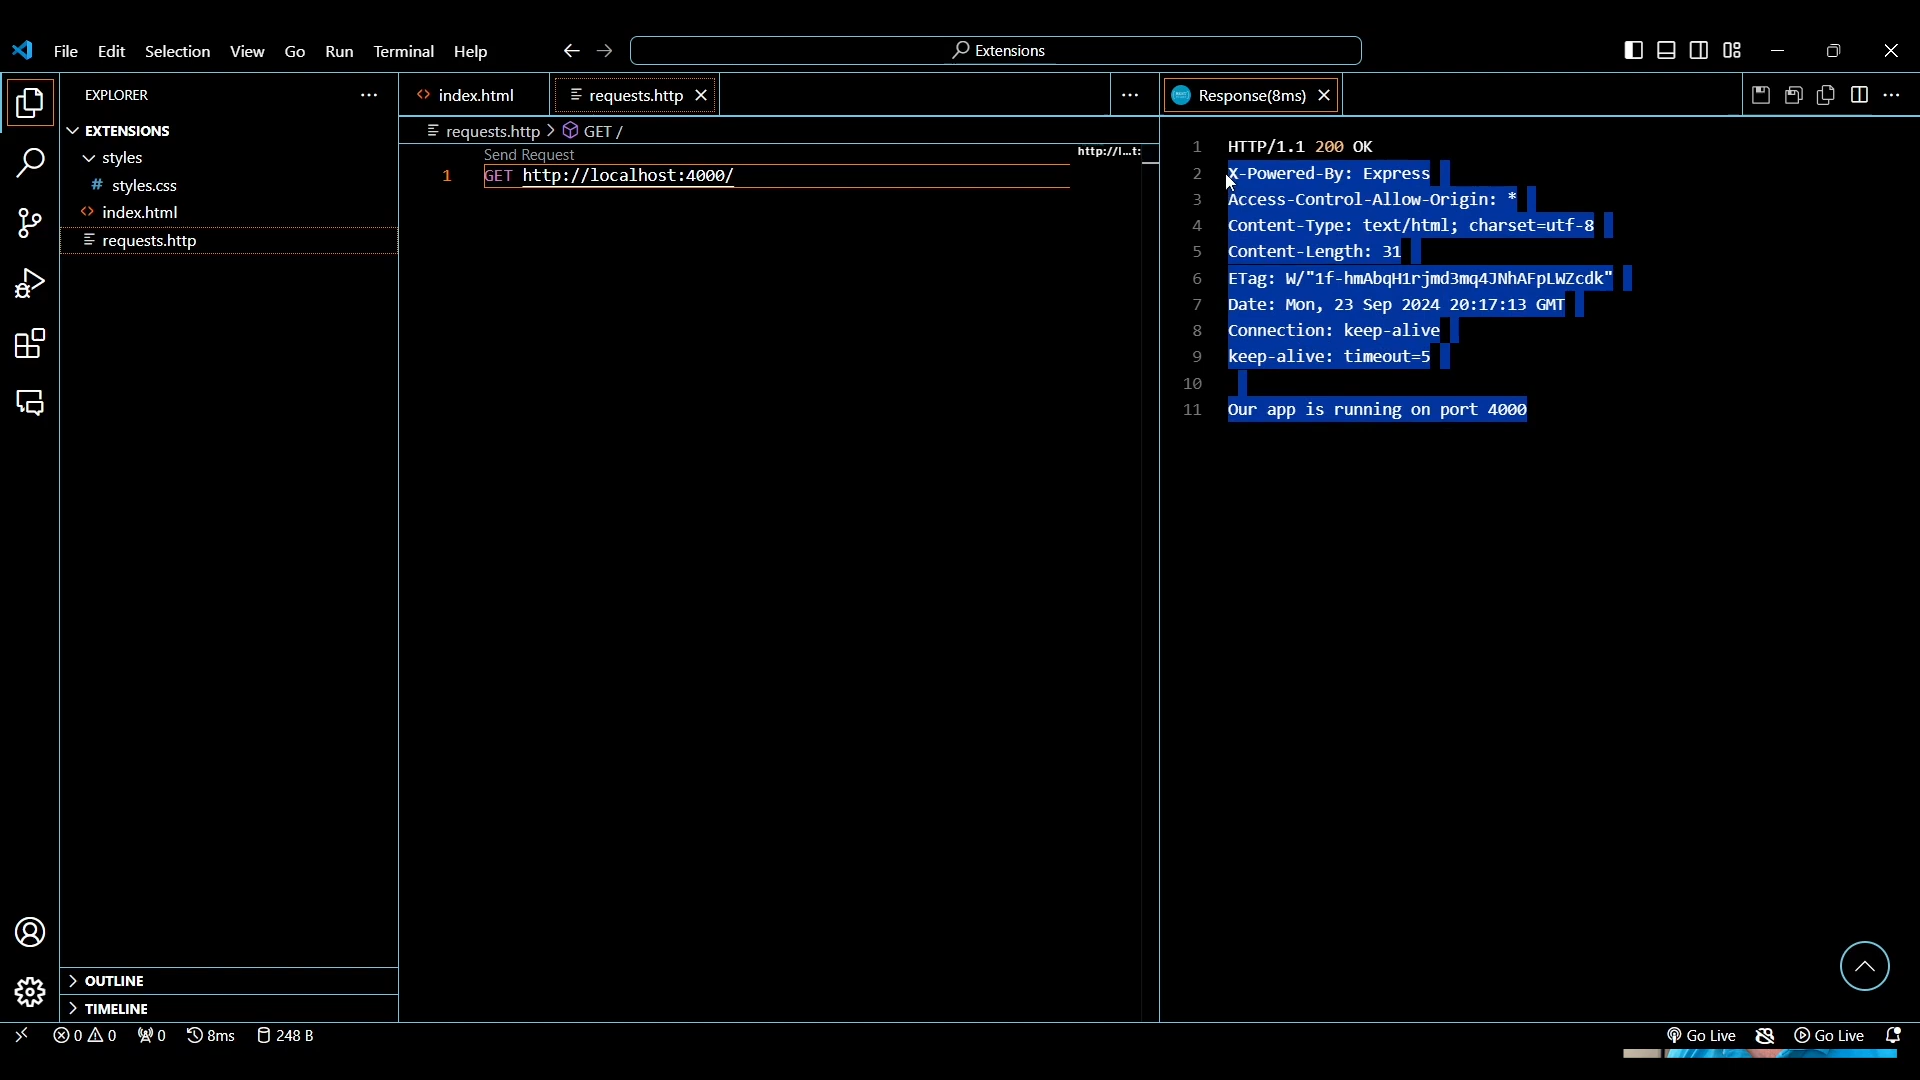 File Edit Selection View Go Run Terminal Help
Extensions
EXPLORER
EXTENSIONS
styles
# styles.css
<> index.html
requests.http
OUTLINE
TIMELINE
<> index.html
requests.http
requests.http > GET /
Send Request
1 GET http://localhost:4000/
http://l...t:
Response(8ms)
1 HTTP/1.1 200 OK
2 X-Powered-By: Express
3 Access-Control-Allow-Origin: *
4 Content-Type: text/html; charset=utf-8
5 Content-Length: 31
6 ETag: W/"1f-hmAbqH1rjmd3mq4JNhAFpLWZcdk"
7 Date: Mon, 23 Sep 2024 20:17:13 GMT
8 Connection: keep-alive
9 keep-alive: timeout=5
10
11 Our app is running on port 4000
0 0 0 8ms 248 B Go Live Go Live